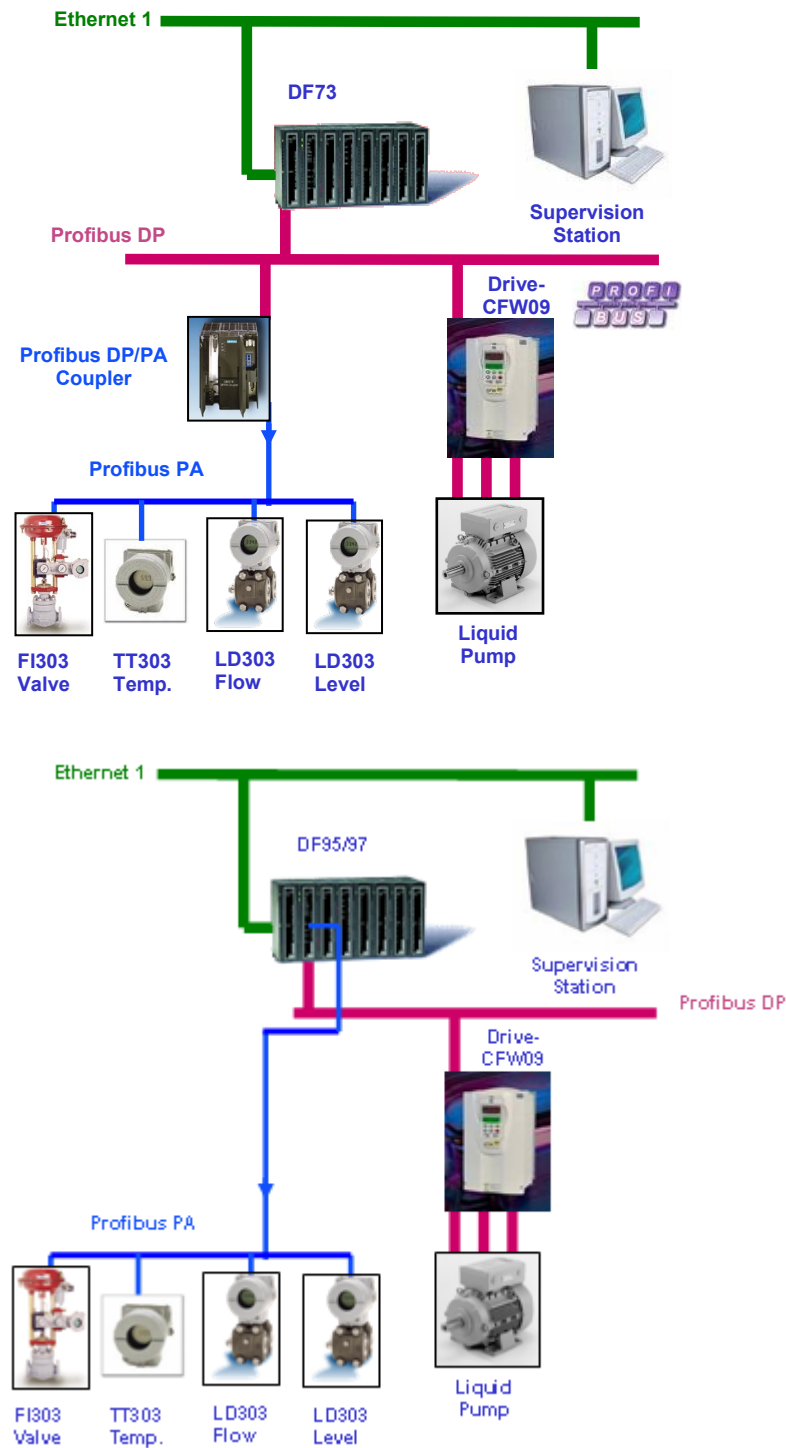 Ethernet 1
DF73
Supervision
Station
Profibus DP
Drive-
CFW09
PROFI
BUS
Profibus DP/PA
Coupler
Profibus PA
FI303
Valve
TT303
Temp.
LD303
Flow
LD303
Level
Liquid
Pump
Ethernet 1
DF95/97
Supervision
Station
Profibus DP
Drive-
CFW09
Profibus PA
FI303
Valve
TT303
Temp.
LD303
Flow
LD303
Level
Liquid
Pump